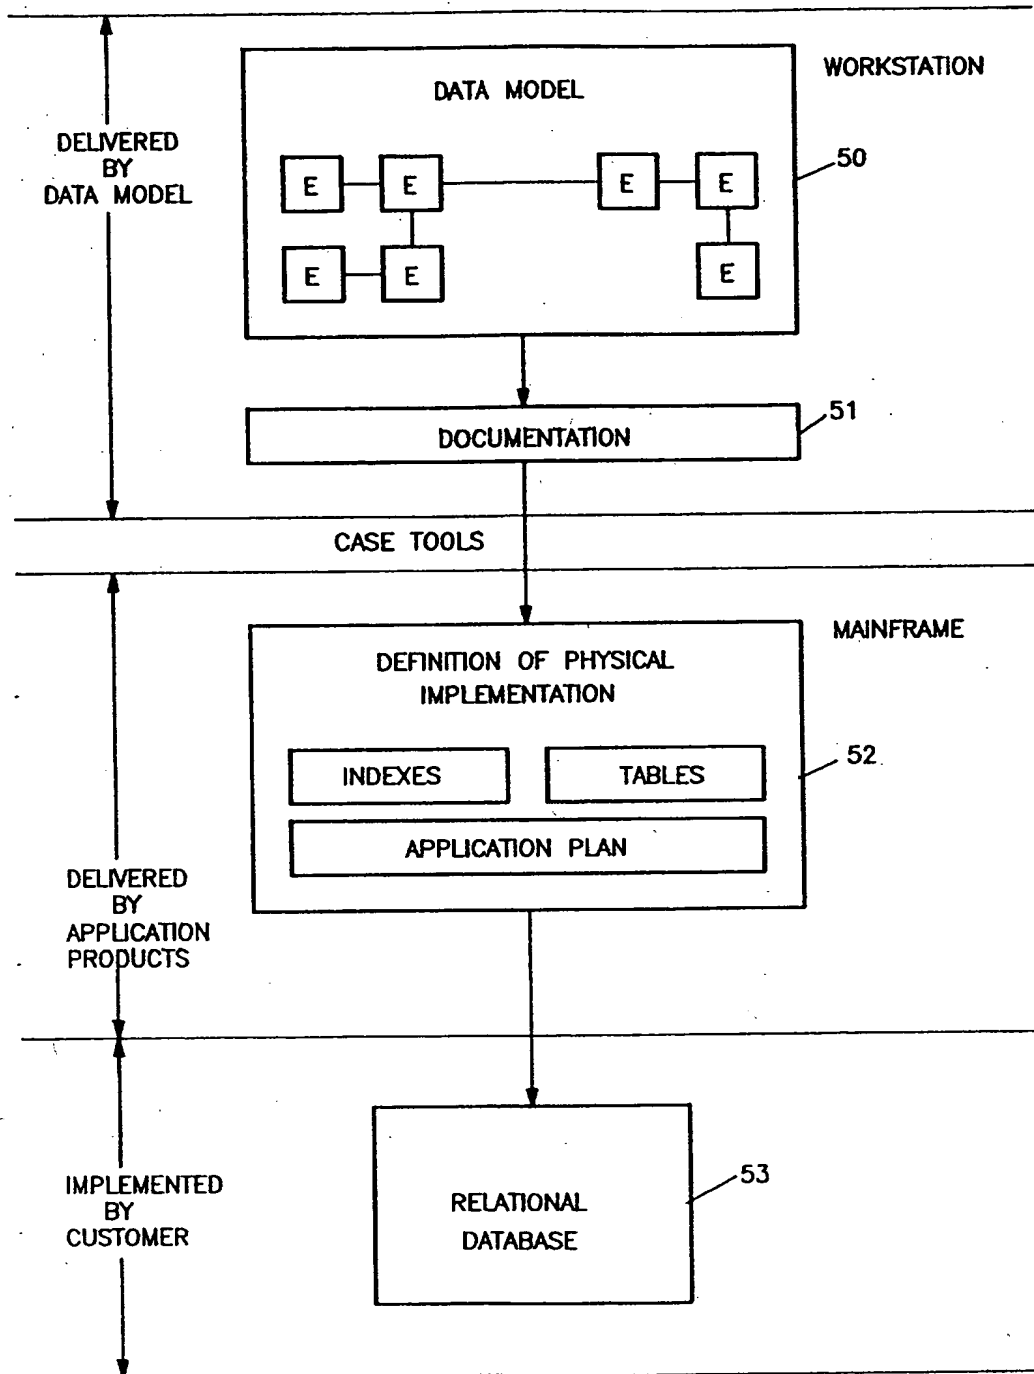 WORKSTATION
DATA MODEL
DELIVERED
BY
DATA MODEL
50
E E E E
E E E
51
DOCUMENTATION
CASE TOOLS
MAINFRAME
DEFINITION OF PHYSICAL
IMPLEMENTATION
52
INDEXES TABLES
APPLICATION PLAN
DELIVERED
BY
APPLICATION
PRODUCTS
53
RELATIONAL
DATABASE
IMPLEMENTED
BY
CUSTOMER